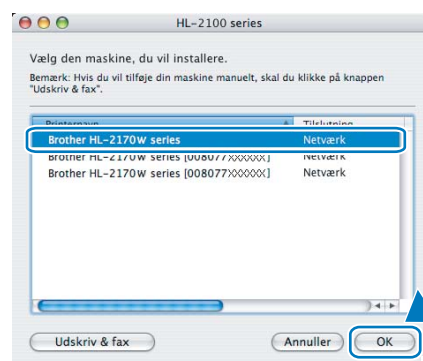 HL-2100 series
Vælg den maskine, du vil installere.
Bemærk: Hvis du vil tilføje din maskine manuelt, skal du klikke på knappen
"Udskriv & fax".
Printernavn Tilslutning
Brother HL-2170W series Netværk
Brother HL-2170W series [008077XXXXXX] Netværk
Brother HL-2170W series [008077XXXXXX] Netværk
Udskriv & fax Annuller OK